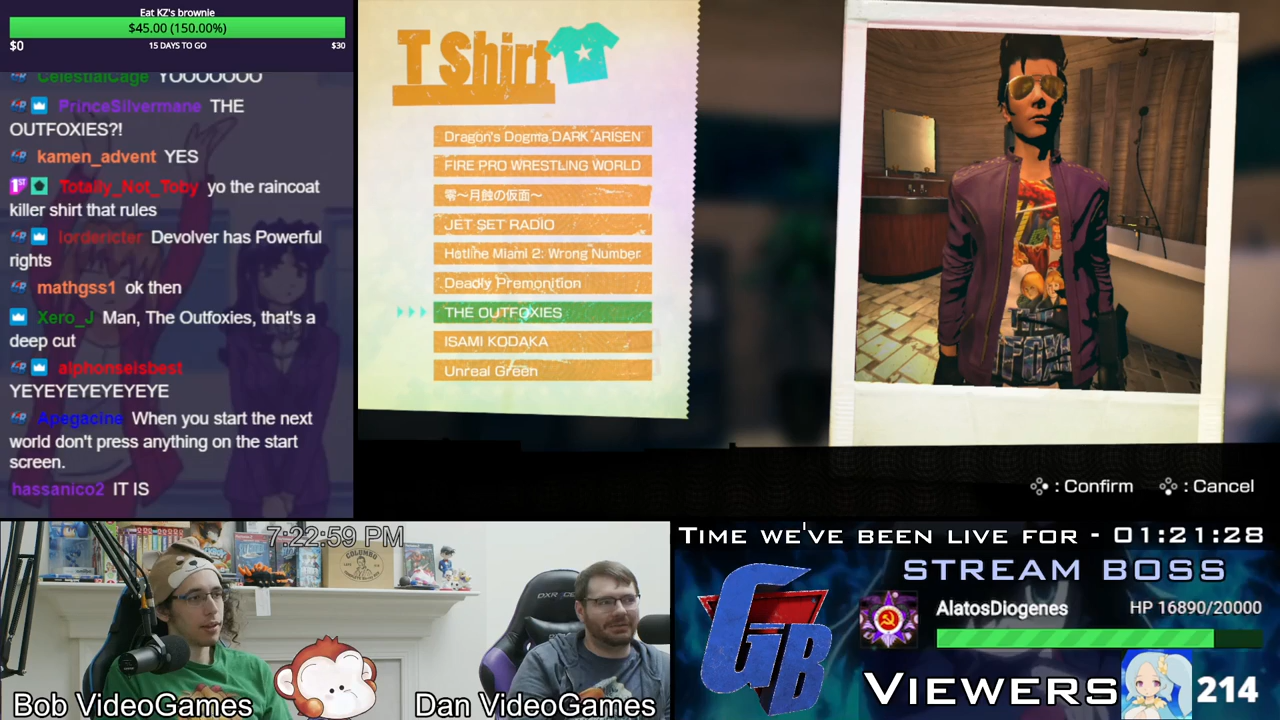 Eat KZ's brownie
$45.00 (150.00%)
$0
15 DAYS TO GO
$30
CelestialCage YOOOOOOO
PrinceSilvermane THE
OUTFOXIES?!
kamen_advent YES
Totally_Not_Toby yo the raincoat
killer shirt that rules
lordericter Devolver has Powerful
rights
mathgss1 ok then
Xero_J Man, The Outfoxies, that's a
deep cut
alphonseisbest
YEYEYEYEYEYEYE
Apegacine When you start the next
world don't press anything on the start
screen.
hassanico2 IT IS
T Shirt
Dragon's Dogma DARK ARISEN
FIRE PRO WRESTLING WORLD
零〜月蝕の仮面〜
JET SET RADIO
Hotline Miami 2: Wrong Number
Deadly Premonition
THE OUTFOXIES
ISAMI KODAKA
Unreal Green
THE
FOX
: Confirm
: Cancel
7:22:59 PM
COLUMBO
DXR CE
Bob VideoGames
Dan VideoGames
TIME WE'VE BEEN LIVE FOR - 01:21:28
STREAM BOSS
GB
AlatosDiogenes
HP 16890/20000
VIEWERS
214